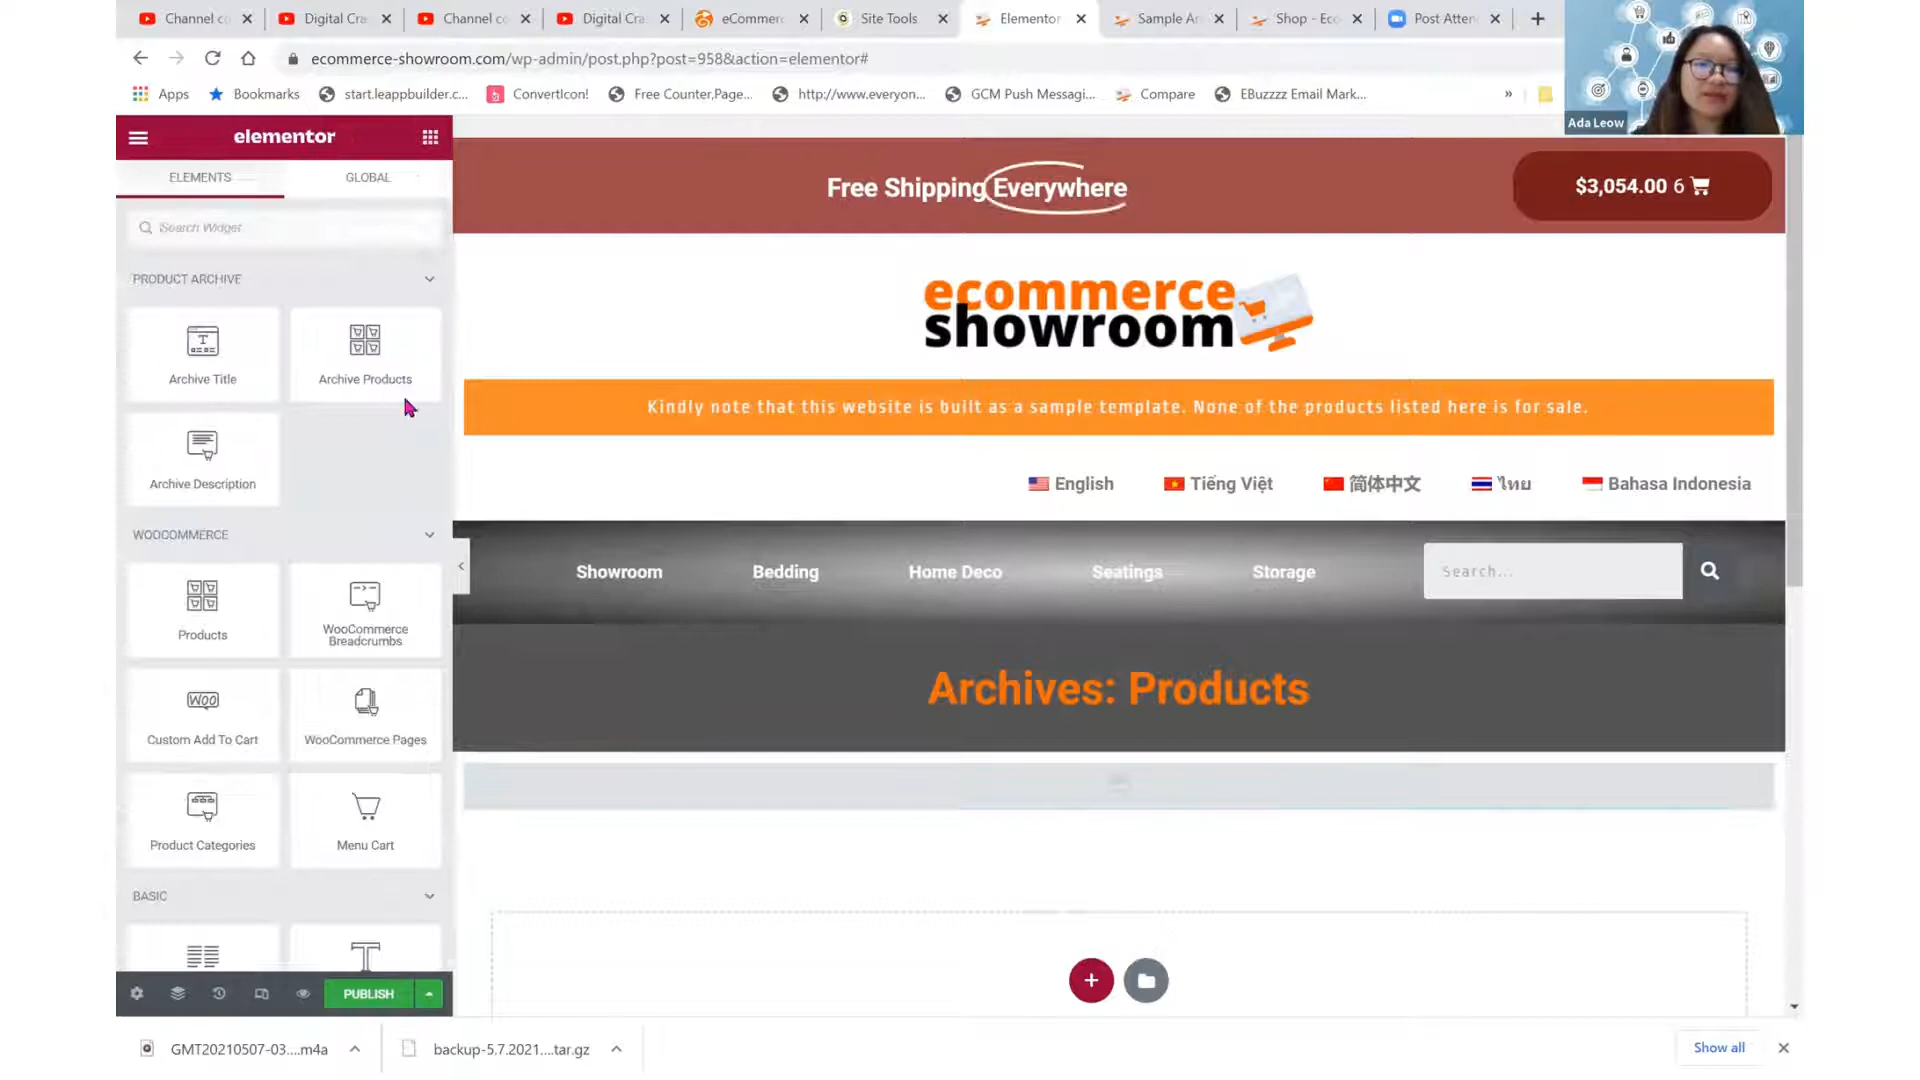 Channel co
Digital Cra
Channel co
Digital Cra
eCommerc
Site Tools
Elementor
Sample Ar
Shop - Eco
Post Atten
ecommerce-showroom.com/wp-admin/post.php?post=958&action=elementor#
Apps
Bookmarks
start.leappbuilder.c...
ConvertIcon!
Free Counter,Page...
http://www.everyon...
GCM Push Messagi...
Compare
EBuzzzz Email Mark...
»
Ada Leow
elementor
ELEMENTS
GLOBAL
Search Widget
PRODUCT ARCHIVE
Archive Title
Archive Products
Archive Description
WOOCOMMERCE
Products
WooCommerce
Breadcrumbs
WOO
Custom Add To Cart
WooCommerce Pages
Product Categories
Menu Cart
BASIC
PUBLISH
Free Shipping Everywhere
$3,054.00 6
ecommerce
showroom
Kindly note that this website is built as a sample template. None of the products listed here is for sale.
English
Tiếng Việt
简体中文
ไทย
Bahasa Indonesia
Showroom
Bedding
Home Deco
Seatings
Storage
Search...
Archives: Products
GMT20210507-03....m4a
backup-5.7.2021....tar.gz
Show all